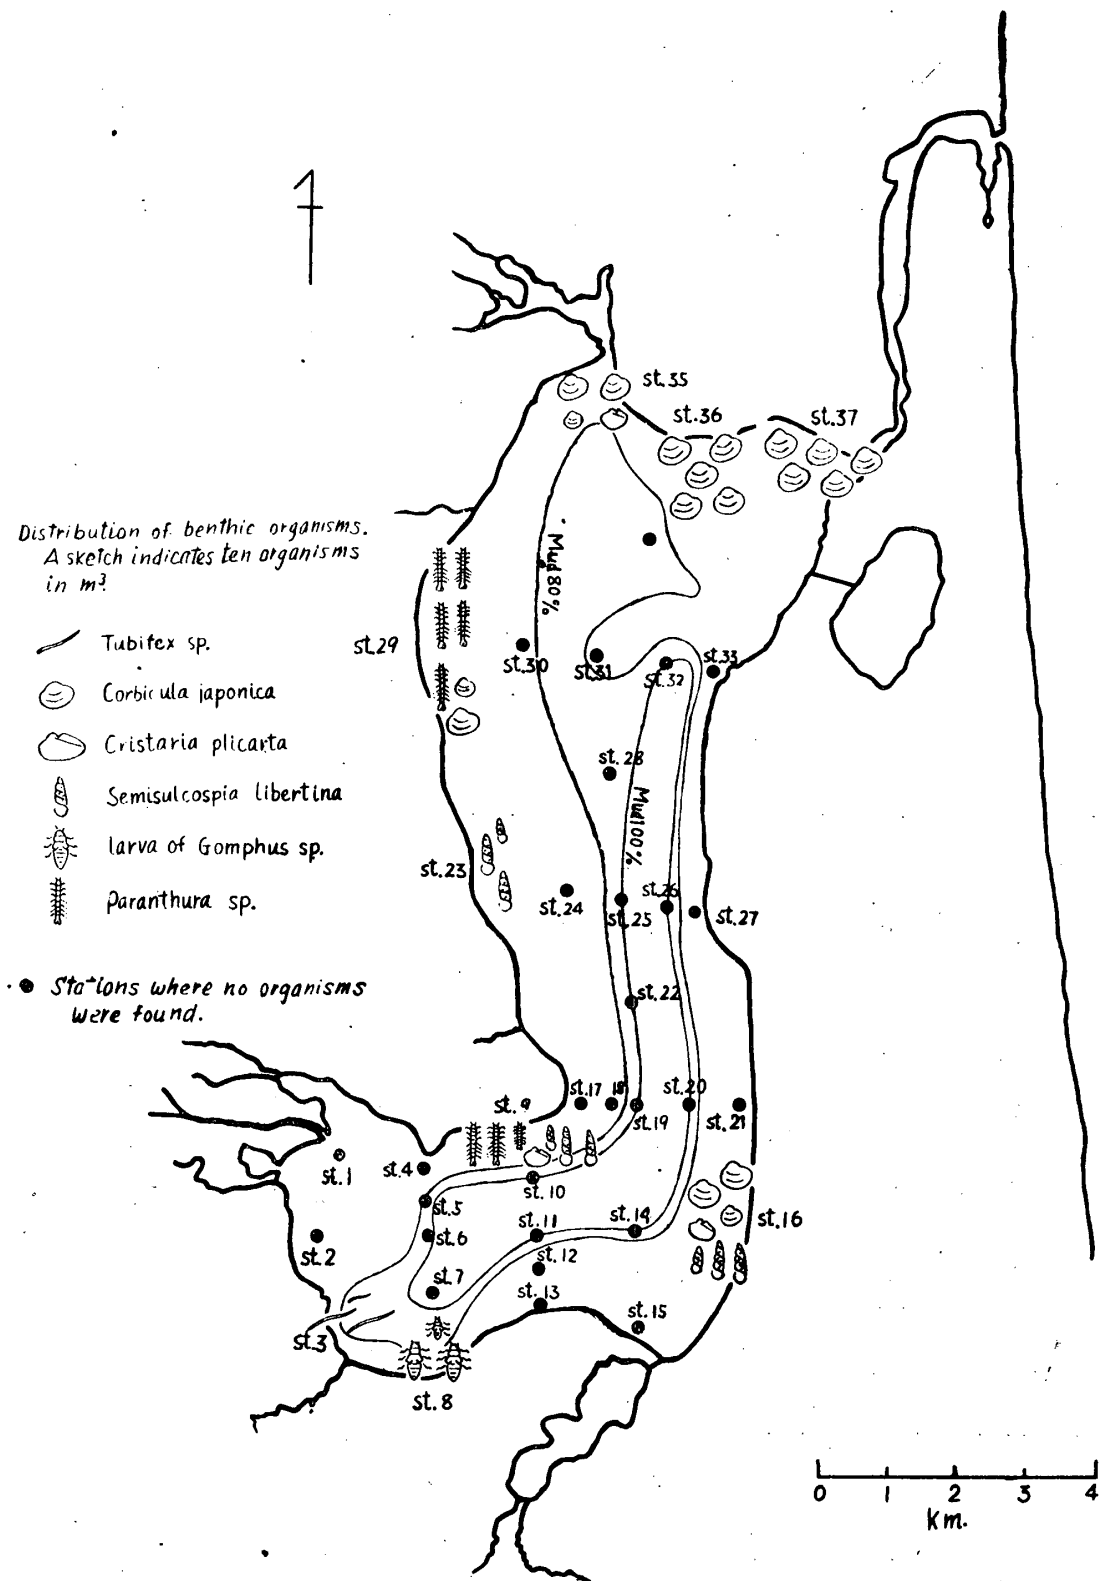 st.35
st.36
st.37
Distribution of benthic organisms.
A sketch indicates ten organisms
in m³.
Mud 80%
Tubifex sp.
st.29
st.30
st.31
st.32
st.33
Corbicula japonica
Cristaria plicarta
st.28
Semisulcospia libertina
Mud 100%
larva of Gomphus sp.
st.23
Paranthura sp.
st.24
st.25
st.26
st.27
Stations where no organisms
were found.
st.22
st.17
18
st.20
st.9
st.19
st.21
st.1
st.4
st.10
st.5
st.2
st.6
st.11
st.14
st.16
st.12
st.7
st.13
st.15
st.3
st.8
0 1 2 3 4
Km.